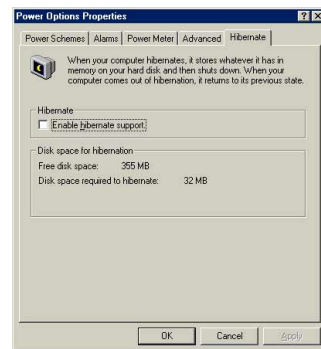 Power Options Properties
Power Schemes Alarms Power Meter Advanced Hibernate
When your computer hibernates, it stores whatever it has in
memory on your hard disk and then shuts down. When your
computer comes out of hibernation, it returns to its previous state.
Hibernate
Enable hibernate support.
Disk space for hibernation
Free disk space: 355 MB
Disk space required to hibernate: 32 MB
OK Cancel Apply